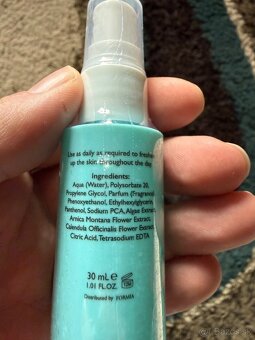 Use as daily as required to freshen
up the skin throughout the day
Ingredients:
Aqua (Water), Polysorbate 20,
Propylene Glycol, Parfum (Fragrance)
Phenoxyethanol, Ethylhexylglycerin,
Panthenol, Sodium PCA, Algae Extract,
Arnica Montana Flower Extract,
Calendula Officinalis Flower Extract,
Citric Acid, Tetrasodium EDTA
30 mL e
1.01 FL.OZ.
12M
Distributed by